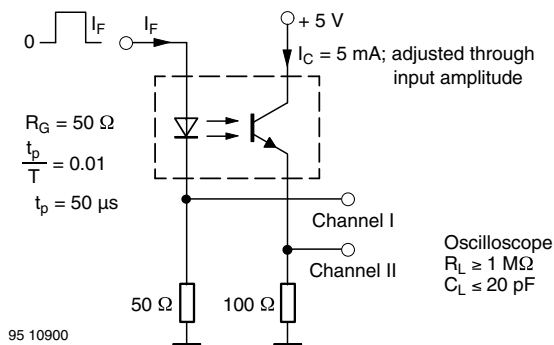 0
I_F
I_F
+ 5 V
I_C = 5 mA; adjusted through
input amplitude
R_G = 50 Ω
t_p
T
= 0.01
t_p = 50 μs
Channel I
Channel II
Oscilloscope
R_L ≥ 1 MΩ
C_L ≤ 20 pF
50 Ω
100 Ω
95 10900